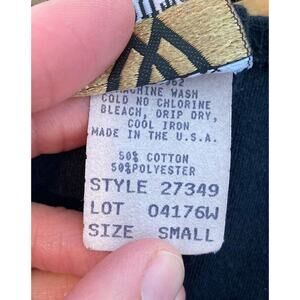 MACHINE WASH
COLD NO CHLORINE
BLEACH, DRIP DRY,
COOL IRON
MADE IN THE U.S.A.
50% COTTON
50%POLYESTER
STYLE 27349
LOT 04176W
SIZE SMALL